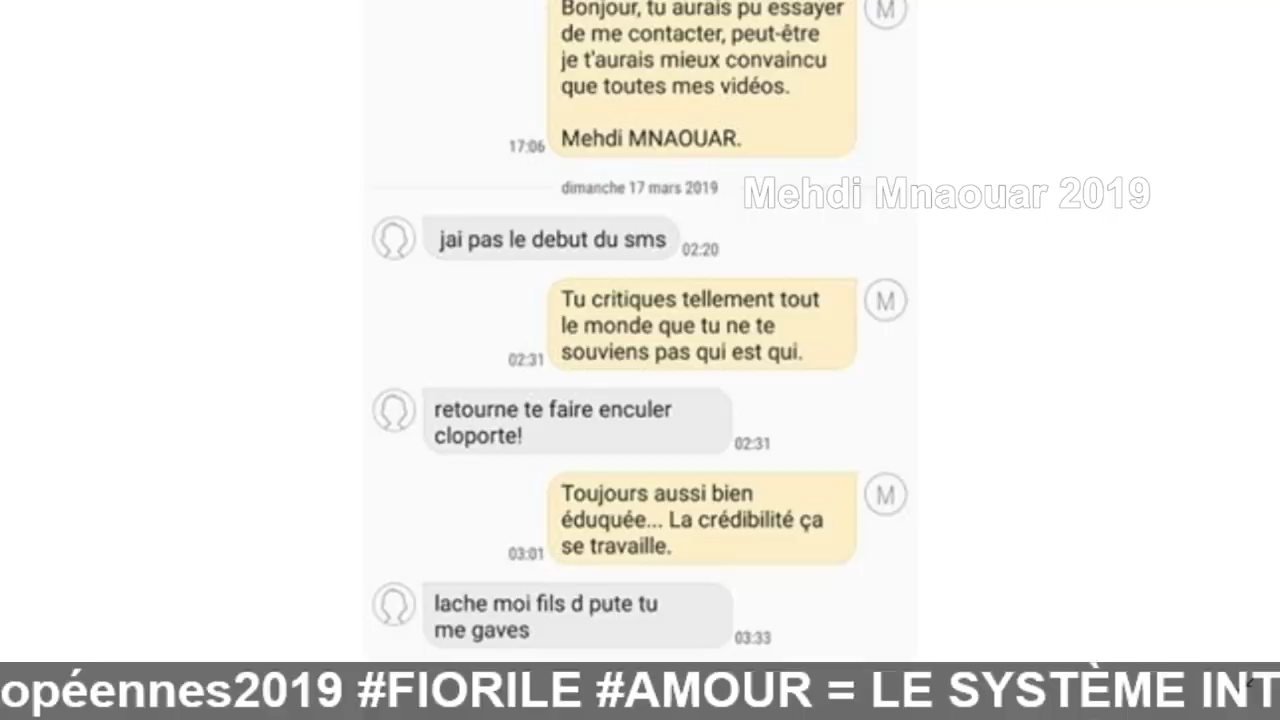 Bonjour, tu aurais pu essayer
de me contacter, peut-être
je t'aurais mieux convaincu
que toutes mes vidéos.
Mehdi MNAOUAR.
M
17:06
dimanche 17 mars 2019
Mehdi Mnaouar 2019
jai pas le debut du sms
02:20
Tu critiques tellement tout
le monde que tu ne te
souviens pas qui est qui.
M
02:31
retourne te faire enculer
cloporte!
02:31
Toujours aussi bien
éduquée... La crédibilité ça
se travaille.
M
03:01
lache moi fils d pute tu
me gaves
03:33
opéennes2019 #FIORILE #AMOUR = LE SYSTÈME INT